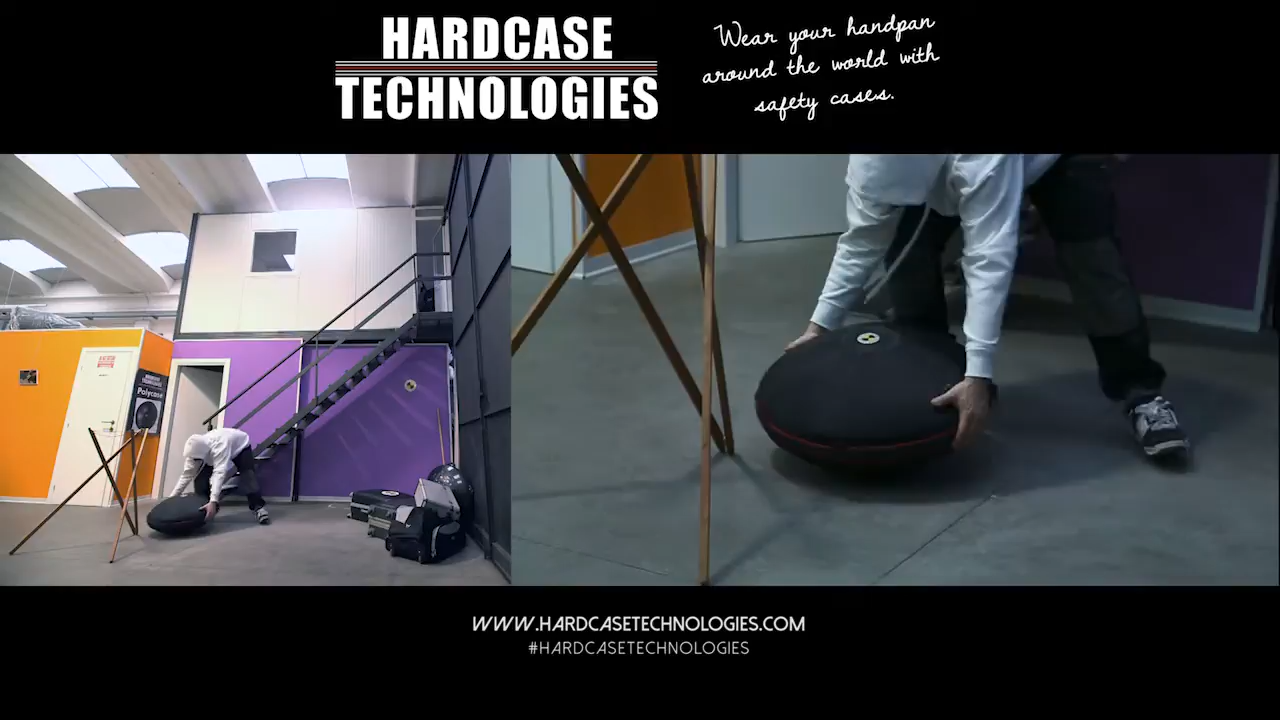 HARDCASE
TECHNOLOGIES
Wear your handpan
around the world with
safety cases.
Polycase
WWW.HARDCASETECHNOLOGIES.COM
#HARDCASETECHNOLOGIES